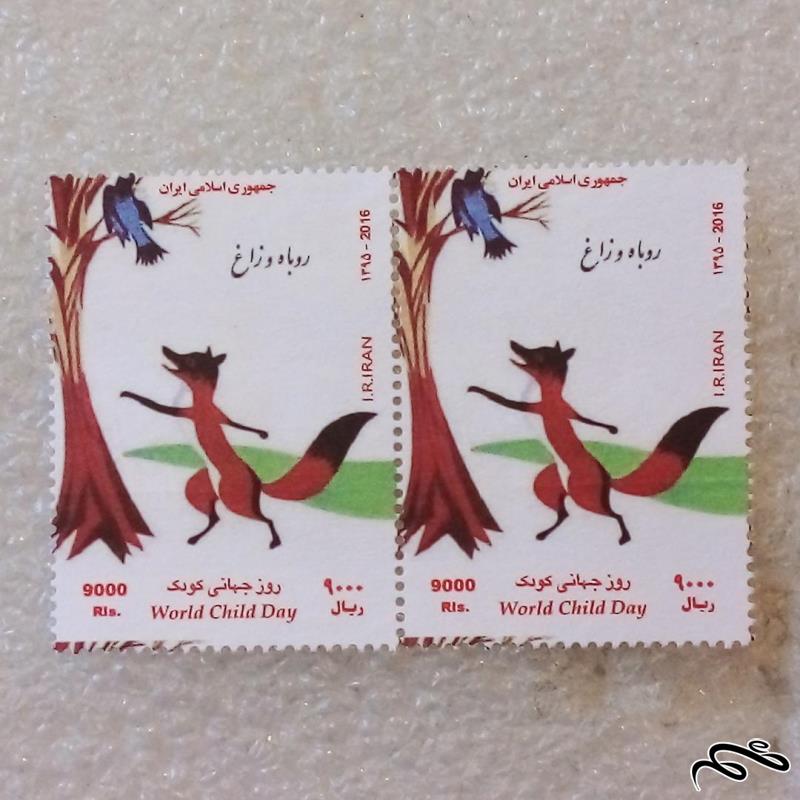 جمهوری اسلامی ایران
۱۳۹۵ - 2016
روباه و زاغ
I.R.IRAN
9000 روز جهانی کودک ۹۰۰۰
Rls. World Child Day ریال
جمهوری اسلامی ایران
۱۳۹۵ - 2016
روباه و زاغ
I.R.IRAN
9000 روز جهانی کودک ۹۰۰۰
Rls. World Child Day ریال